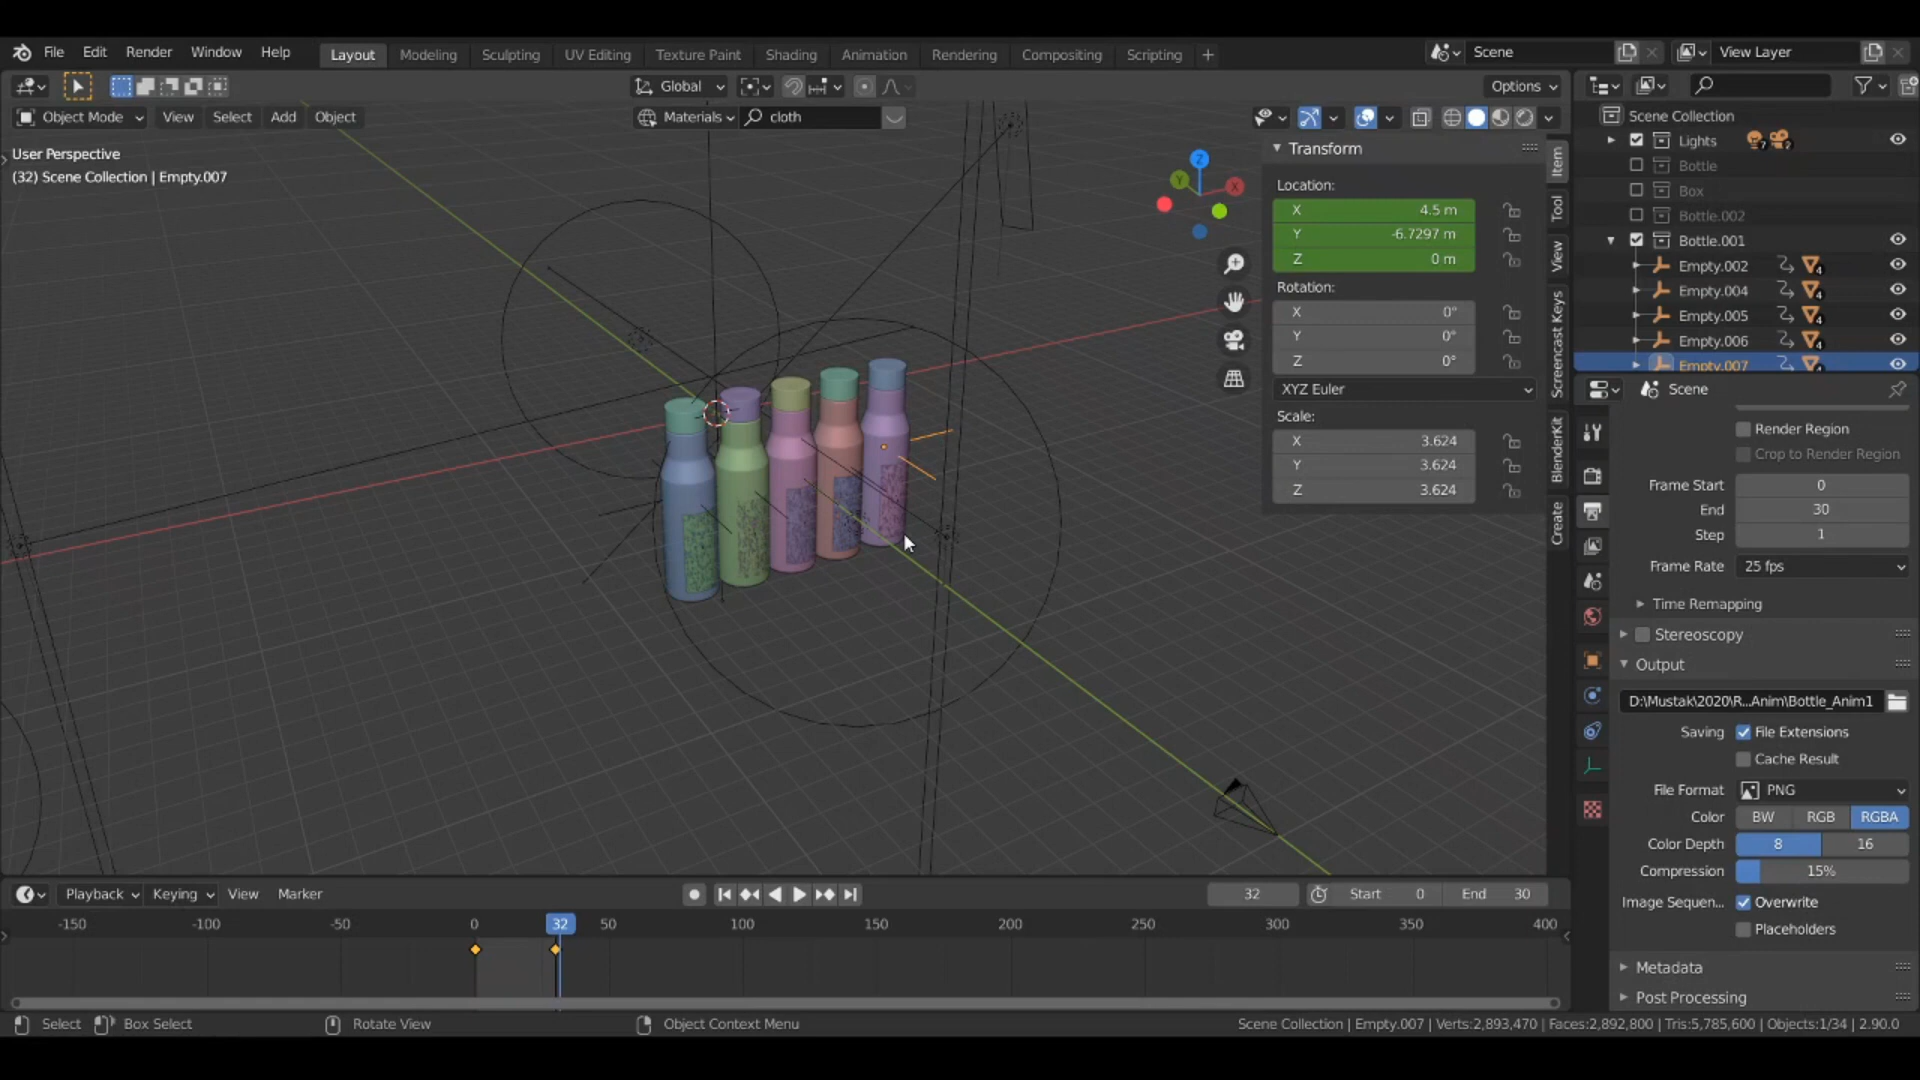 File Edit Render Window Help Layout Modeling Sculpting UV Editing Texture Paint Shading Animation Rendering Compositing Scripting + Scene View Layer
Global Options
Object Mode View Select Add Object Materials cloth
User Perspective
(32) Scene Collection | Empty.007
Z
Y
X
Transform
Location:
X 4.5 m
Y -6.7297 m
Z 0 m
Rotation:
X 0°
Y 0°
Z 0°
XYZ Euler
Scale:
X 3.624
Y 3.624
Z 3.624
Item
Tool
View
Screencast Keys
BlenderKit
Create
Scene Collection
Lights 7 2
Bottle
Box
Bottle.002
Bottle.001
Empty.002 4
Empty.004 4
Empty.005 4
Empty.006 4
Empty.007 4
Scene
Render Region
Crop to Render Region
Frame Start 0
End 30
Step 1
Frame Rate 25 fps
Time Remapping
Stereoscopy
Output
D:\Mustak\2020\R...Anim\Bottle_Anim1
Saving File Extensions
Cache Result
File Format PNG
Color BW RGB RGBA
Color Depth 8 16
Compression 15%
Image Sequen... Overwrite
Placeholders
Metadata
Post Processing
Playback Keying View Marker 32 Start 0 End 30
-150 -100 -50 0 32 50 100 150 200 250 300 350 400
Select Box Select Rotate View Object Context Menu Scene Collection | Empty.007 | Verts:2,893,470 | Faces:2,892,800 | Tris:5,785,600 | Objects:1/34 | 2.90.0